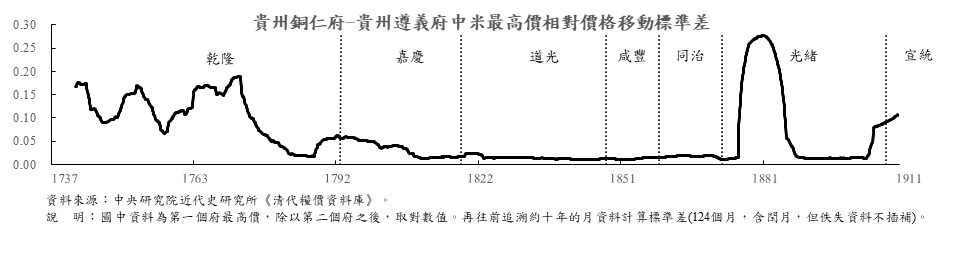 貴州銅仁府-貴州遵義府中米最高價相對價格移動標準差
0.30
0.25
0.20
0.15
0.10
0.05
0.00
乾隆 嘉慶 道光 咸豐 同治 光緒 宣統
1737 1763 1792 1822 1851 1881 1911
資料來源：中央研究院近代史研究所《清代糧價資料庫》。
說 明：圖中資料為第一個府最高價，除以第二個府之後，取對數值。再往前追溯約十年的月資料計算標準差(124個月，含閏月，但佚失資料不插補)。